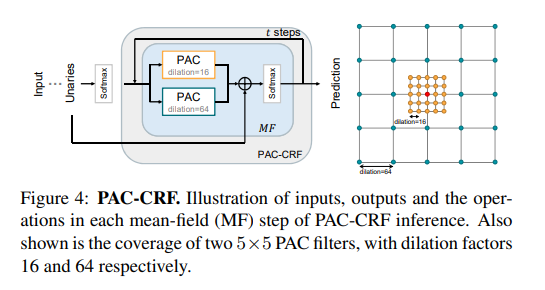 t steps
PAC
dilation=16
PAC
dilation=64
Input
...
Unaries
Softmax
Softmax
MF
PAC-CRF
Prediction
dilation=16
dilation=64
Figure 4: PAC-CRF. Illustration of inputs, outputs and the oper-
ations in each mean-field (MF) step of PAC-CRF inference. Also
shown is the coverage of two 5×5 PAC filters, with dilation factors
16 and 64 respectively.